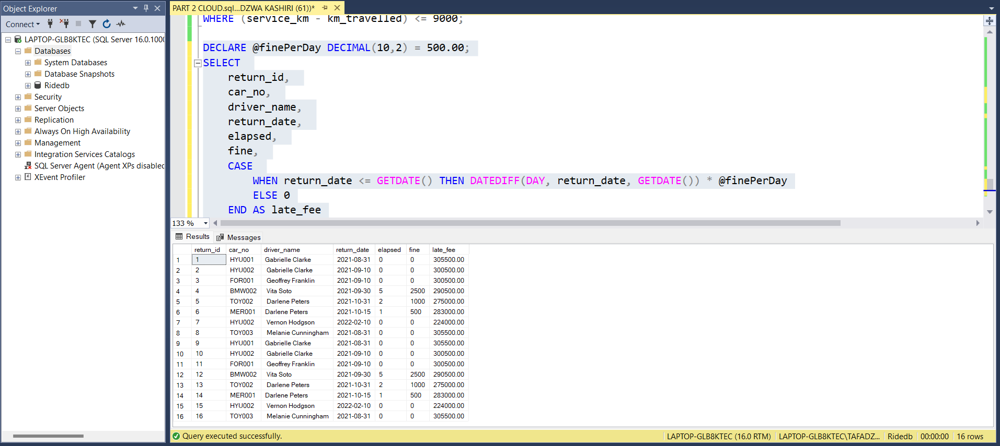 Object Explorer
Connect
LAPTOP-GLB8KTEC (SQL Server 16.0.1000
Databases
System Databases
Database Snapshots
Ridedb
Security
Server Objects
Replication
Always On High Availability
Management
Integration Services Catalogs
SQL Server Agent (Agent XPs disabled
XEvent Profiler
PART 2 CLOUD.sql...DZWA KASHIRI (61))*
WHERE (service_km - km_travelled) <= 9000;
DECLARE @finePerDay DECIMAL(10,2) = 500.00;
SELECT
return_id,
car_no,
driver_name,
return_date,
elapsed,
fine,
CASE
WHEN return_date <= GETDATE() THEN DATEDIFF(DAY, return_date, GETDATE()) * @finePerDay
ELSE 0
END AS late_fee
133 %
Results Messages
return_id car_no driver_name return_date elapsed fine late_fee
1 1 HYU001 Gabrielle Clarke 2021-08-31 0 0 305500.00
2 2 HYU002 Gabrielle Clarke 2021-09-10 0 0 300500.00
3 3 FOR001 Geoffrey Franklin 2021-09-10 0 0 300500.00
4 4 BMW002 Vita Soto 2021-09-30 5 2500 290500.00
5 5 TOY002 Darlene Peters 2021-10-31 2 1000 275000.00
6 6 MER001 Darlene Peters 2021-10-15 1 500 283000.00
7 7 HYU002 Vernon Hodgson 2022-02-10 0 0 224000.00
8 8 TOY003 Melanie Cunningham 2021-08-31 0 0 305500.00
9 9 HYU001 Gabrielle Clarke 2021-08-31 0 0 305500.00
10 10 HYU002 Gabrielle Clarke 2021-09-10 0 0 300500.00
11 11 FOR001 Geoffrey Franklin 2021-09-10 0 0 300500.00
12 12 BMW002 Vita Soto 2021-09-30 5 2500 290500.00
13 13 TOY002 Darlene Peters 2021-10-31 2 1000 275000.00
14 14 MER001 Darlene Peters 2021-10-15 1 500 283000.00
15 15 HYU002 Vernon Hodgson 2022-02-10 0 0 224000.00
16 16 TOY003 Melanie Cunningham 2021-08-31 0 0 305500.00
Query executed successfully. LAPTOP-GLB8KTEC (16.0 RTM) LAPTOP-GLB8KTEC\TAFADZ... Ridedb 00:00:00 16 rows